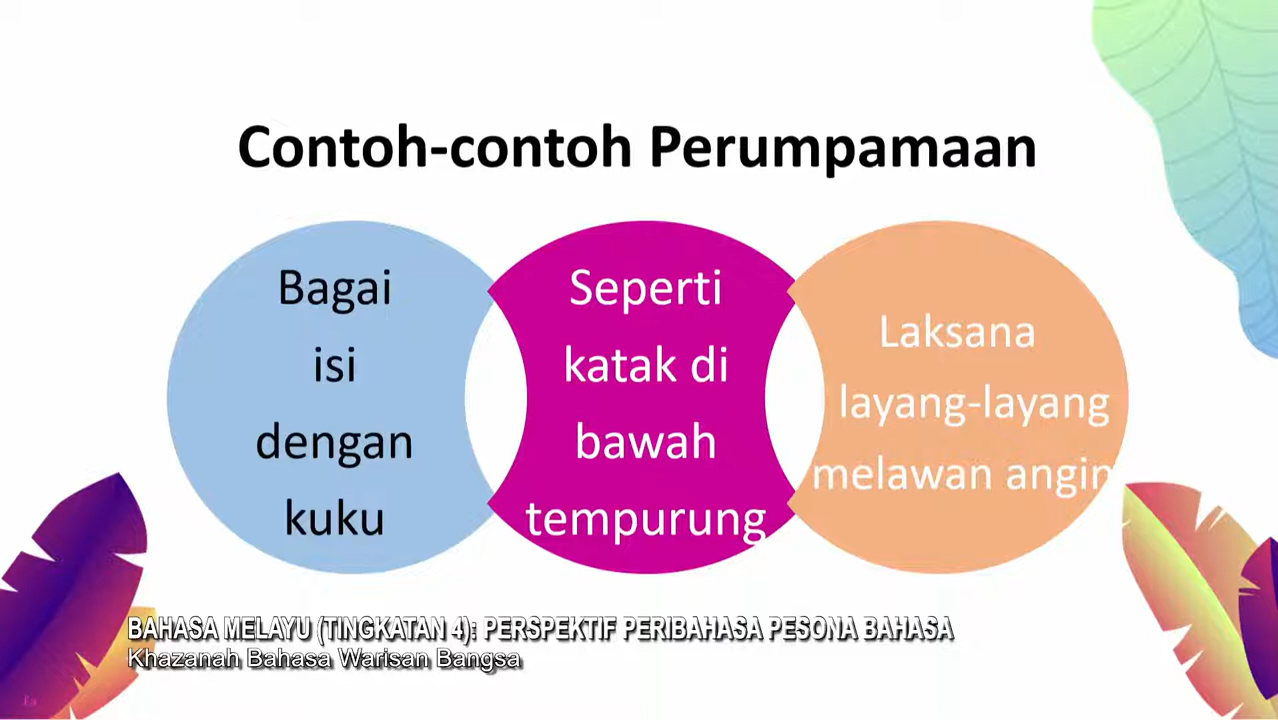 Contoh-contoh Perumpamaan
Bagai
isi
dengan
kuku
Seperti
katak di
bawah
tempurung
Laksana
layang-layang
melawan angin
BAHASA MELAYU (TINGKATAN 4): PERSPEKTIF PERIBAHASA PESONA BAHASA
Khazanah Bahasa Warisan Bangsa